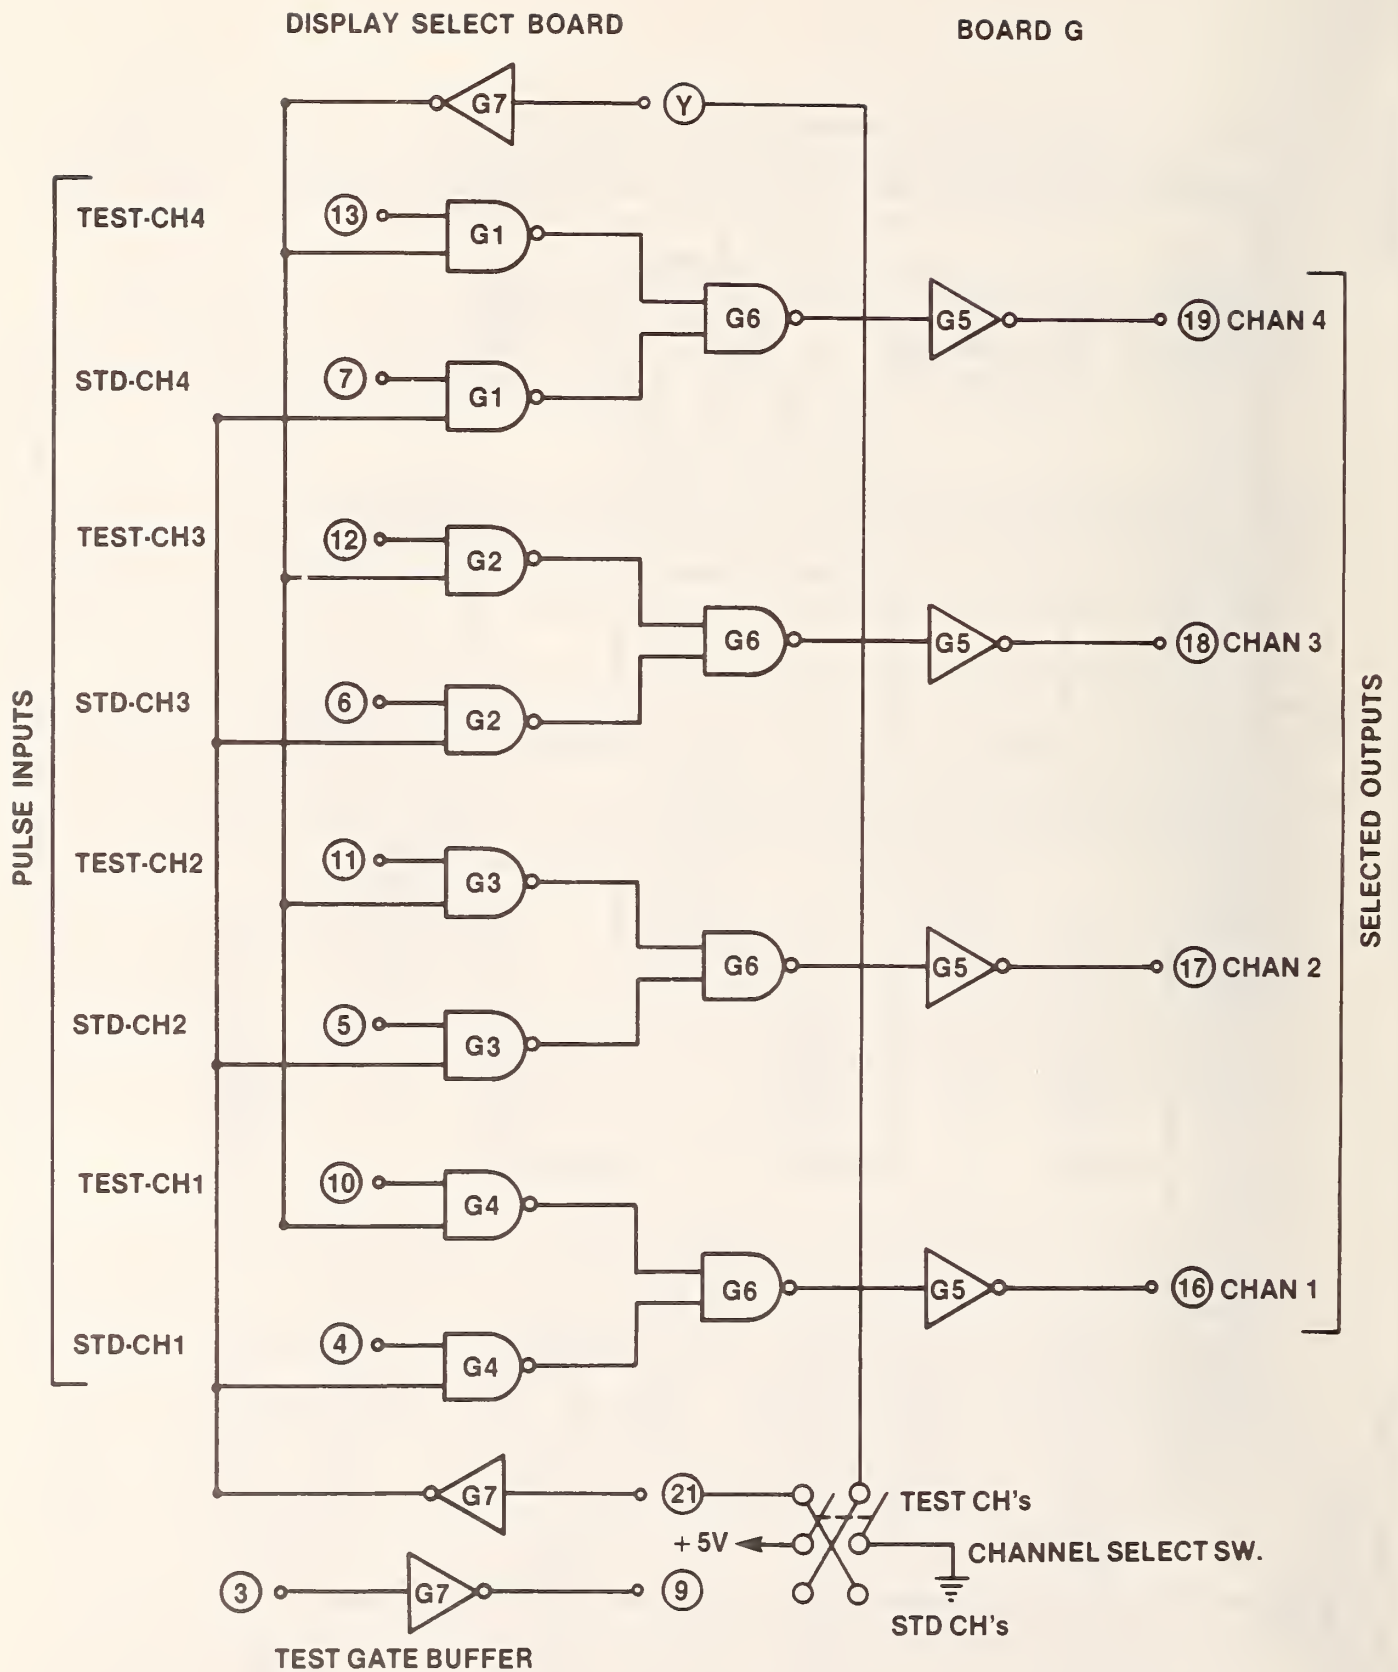 DISPLAY SELECT BOARD
BOARD G
G7
Y
TEST-CH4
13
G1
G6
G5
19 CHAN 4
STD-CH4
7
G1
TEST-CH3
12
G2
G6
G5
18 CHAN 3
STD-CH3
6
G2
PULSE INPUTS
SELECTED OUTPUTS
TEST-CH2
11
G3
G6
G5
17 CHAN 2
STD-CH2
5
G3
TEST-CH1
10
G4
G6
G5
16 CHAN 1
STD-CH1
4
G4
G7
21
TEST CH's
+ 5V
CHANNEL SELECT SW.
3
G7
9
STD CH's
TEST GATE BUFFER